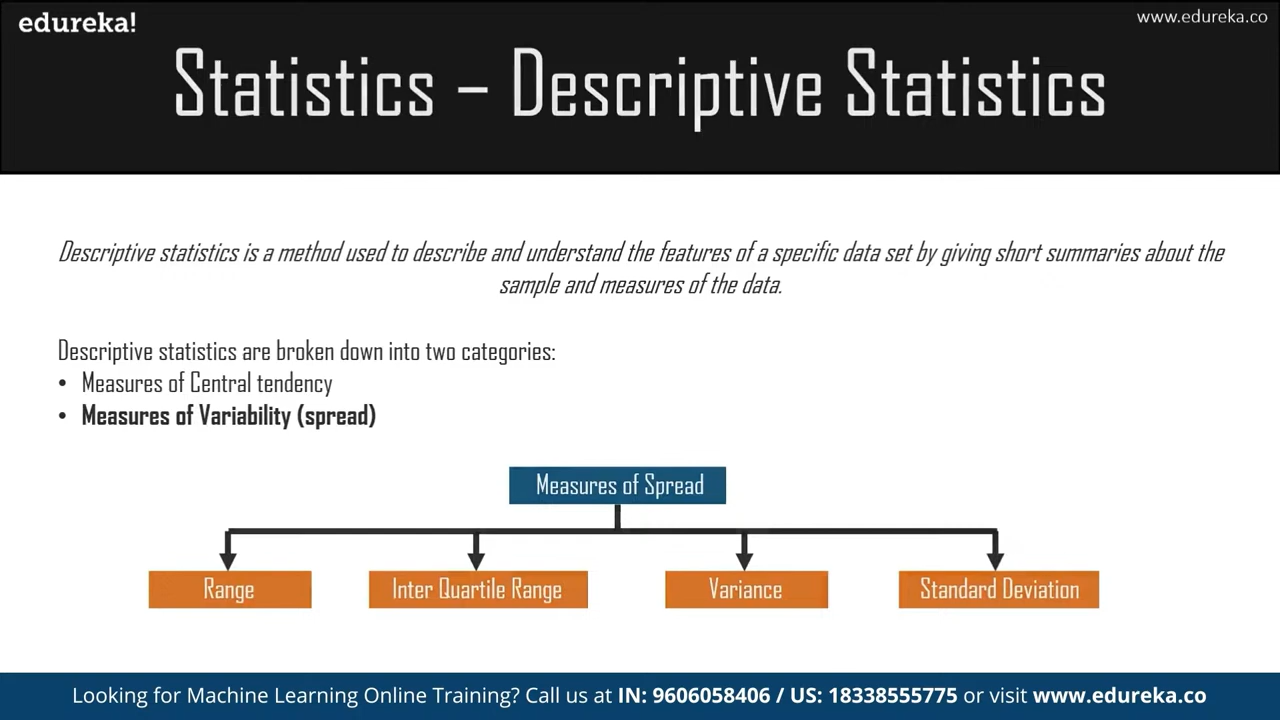 edureka!
www.edureka.co
Statistics – Descriptive Statistics
Descriptive statistics is a method used to describe and understand the features of a specific data set by giving short summaries about the
sample and measures of the data.
Descriptive statistics are broken down into two categories:
• Measures of Central tendency
• Measures of Variability (spread)
Measures of Spread
Range
Inter Quartile Range
Variance
Standard Deviation
Looking for Machine Learning Online Training? Call us at IN: 9606058406 / US: 18338555775 or visit www.edureka.co